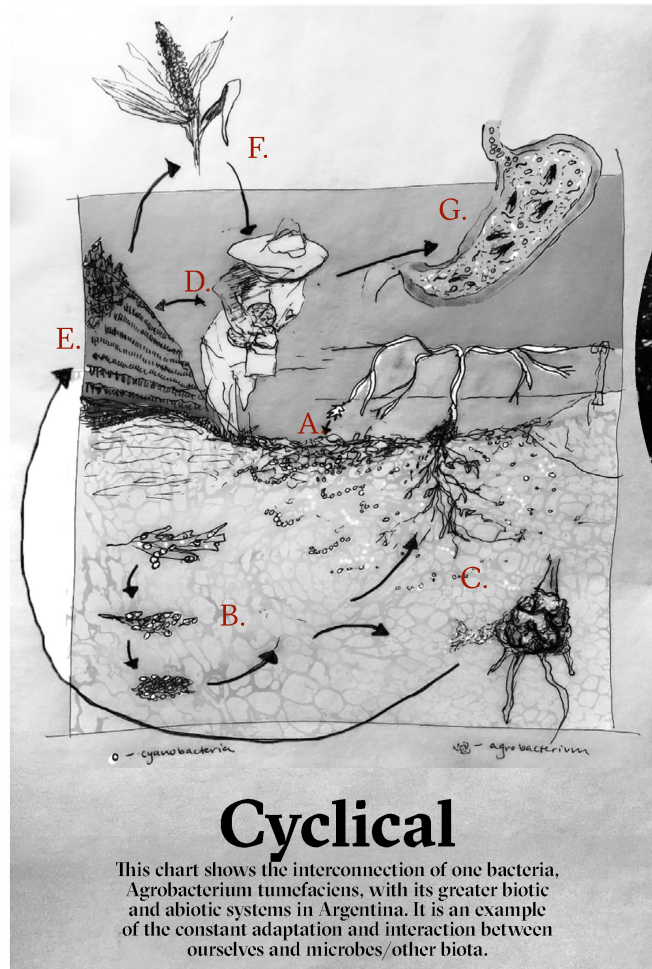 F.
G.
D.
E.
A.
C.
B.
o - cyanobacteria
- agrobacterium
Cyclical
This chart shows the interconnection of one bacteria,
Agrobacterium tumefaciens, with its greater biotic
and abiotic systems in Argentina. It is an example
of the constant adaptation and interaction between
ourselves and microbes/other biota.